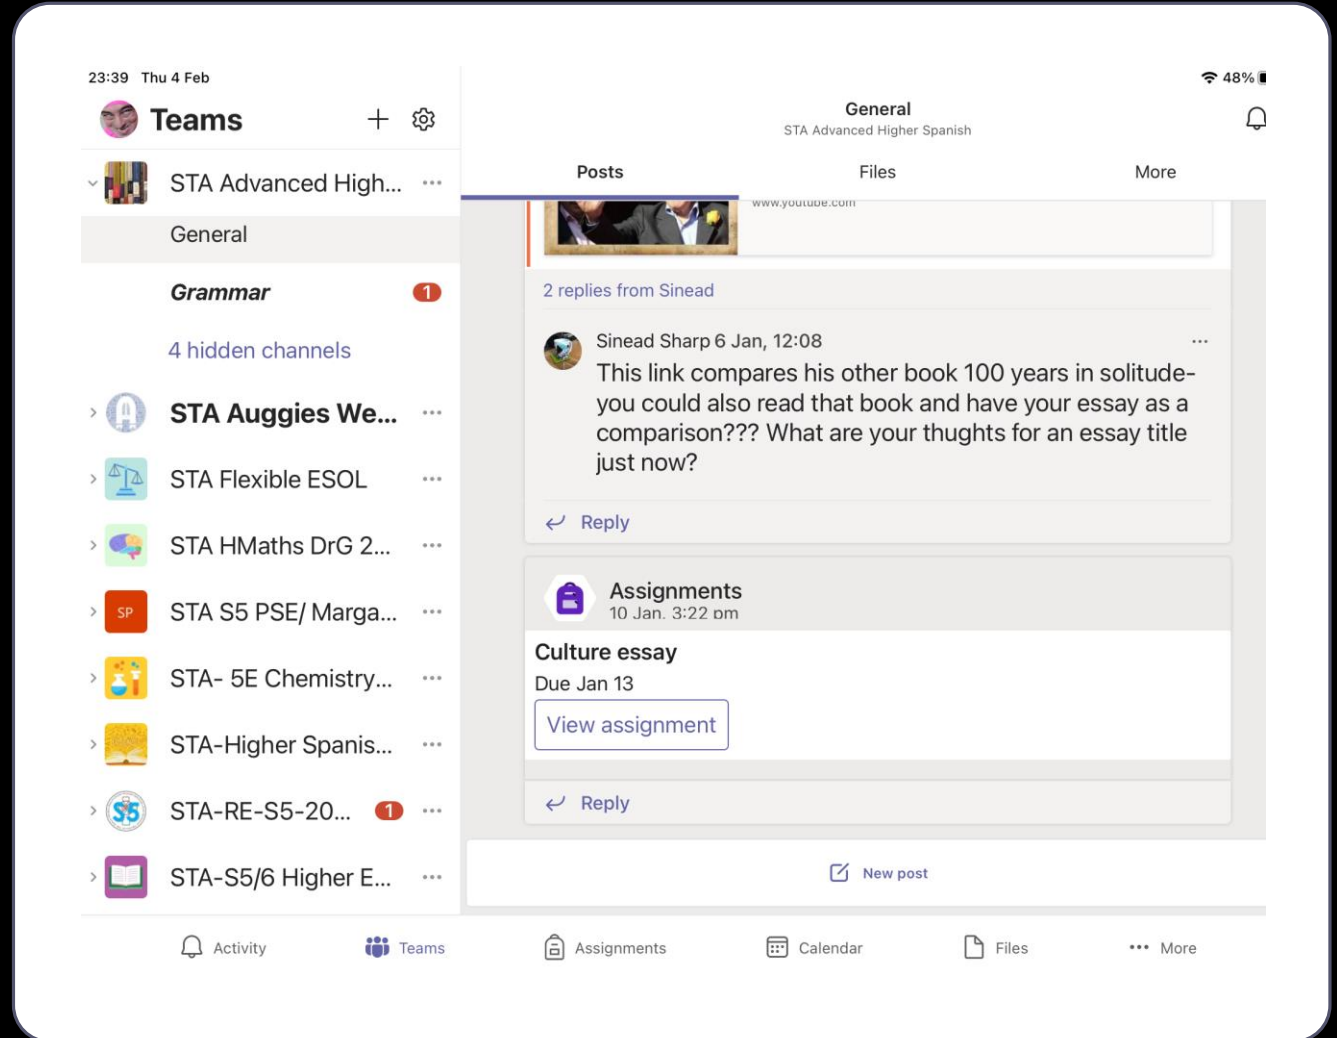 23:39 Thu 4 Feb
48%
Teams
STA Advanced High...
General
Grammar
1
4 hidden channels
STA Auggies We...
STA Flexible ESOL
STA HMaths DrG 2...
SP
STA S5 PSE/ Marga...
STA- 5E Chemistry...
STA-Higher Spanis...
S5
STA-RE-S5-20...
1
STA-S5/6 Higher E...
General
STA Advanced Higher Spanish
Posts
Files
More
www.youtube.com
2 replies from Sinead
Sinead Sharp 6 Jan, 12:08
This link compares his other book 100 years in solitude-
you could also read that book and have your essay as a
comparison??? What are your thughts for an essay title
just now?
Reply
Assignments
10 Jan, 3:22 pm
Culture essay
Due Jan 13
View assignment
Reply
New post
Activity
Teams
Assignments
Calendar
Files
More